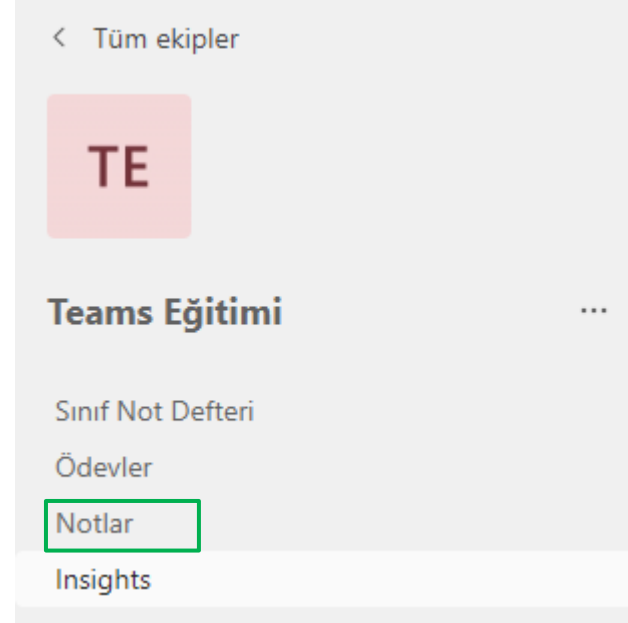 Tüm ekipler
TE
Teams Eğitimi
Sınıf Not Defteri
Ödevler
Notlar
Insights